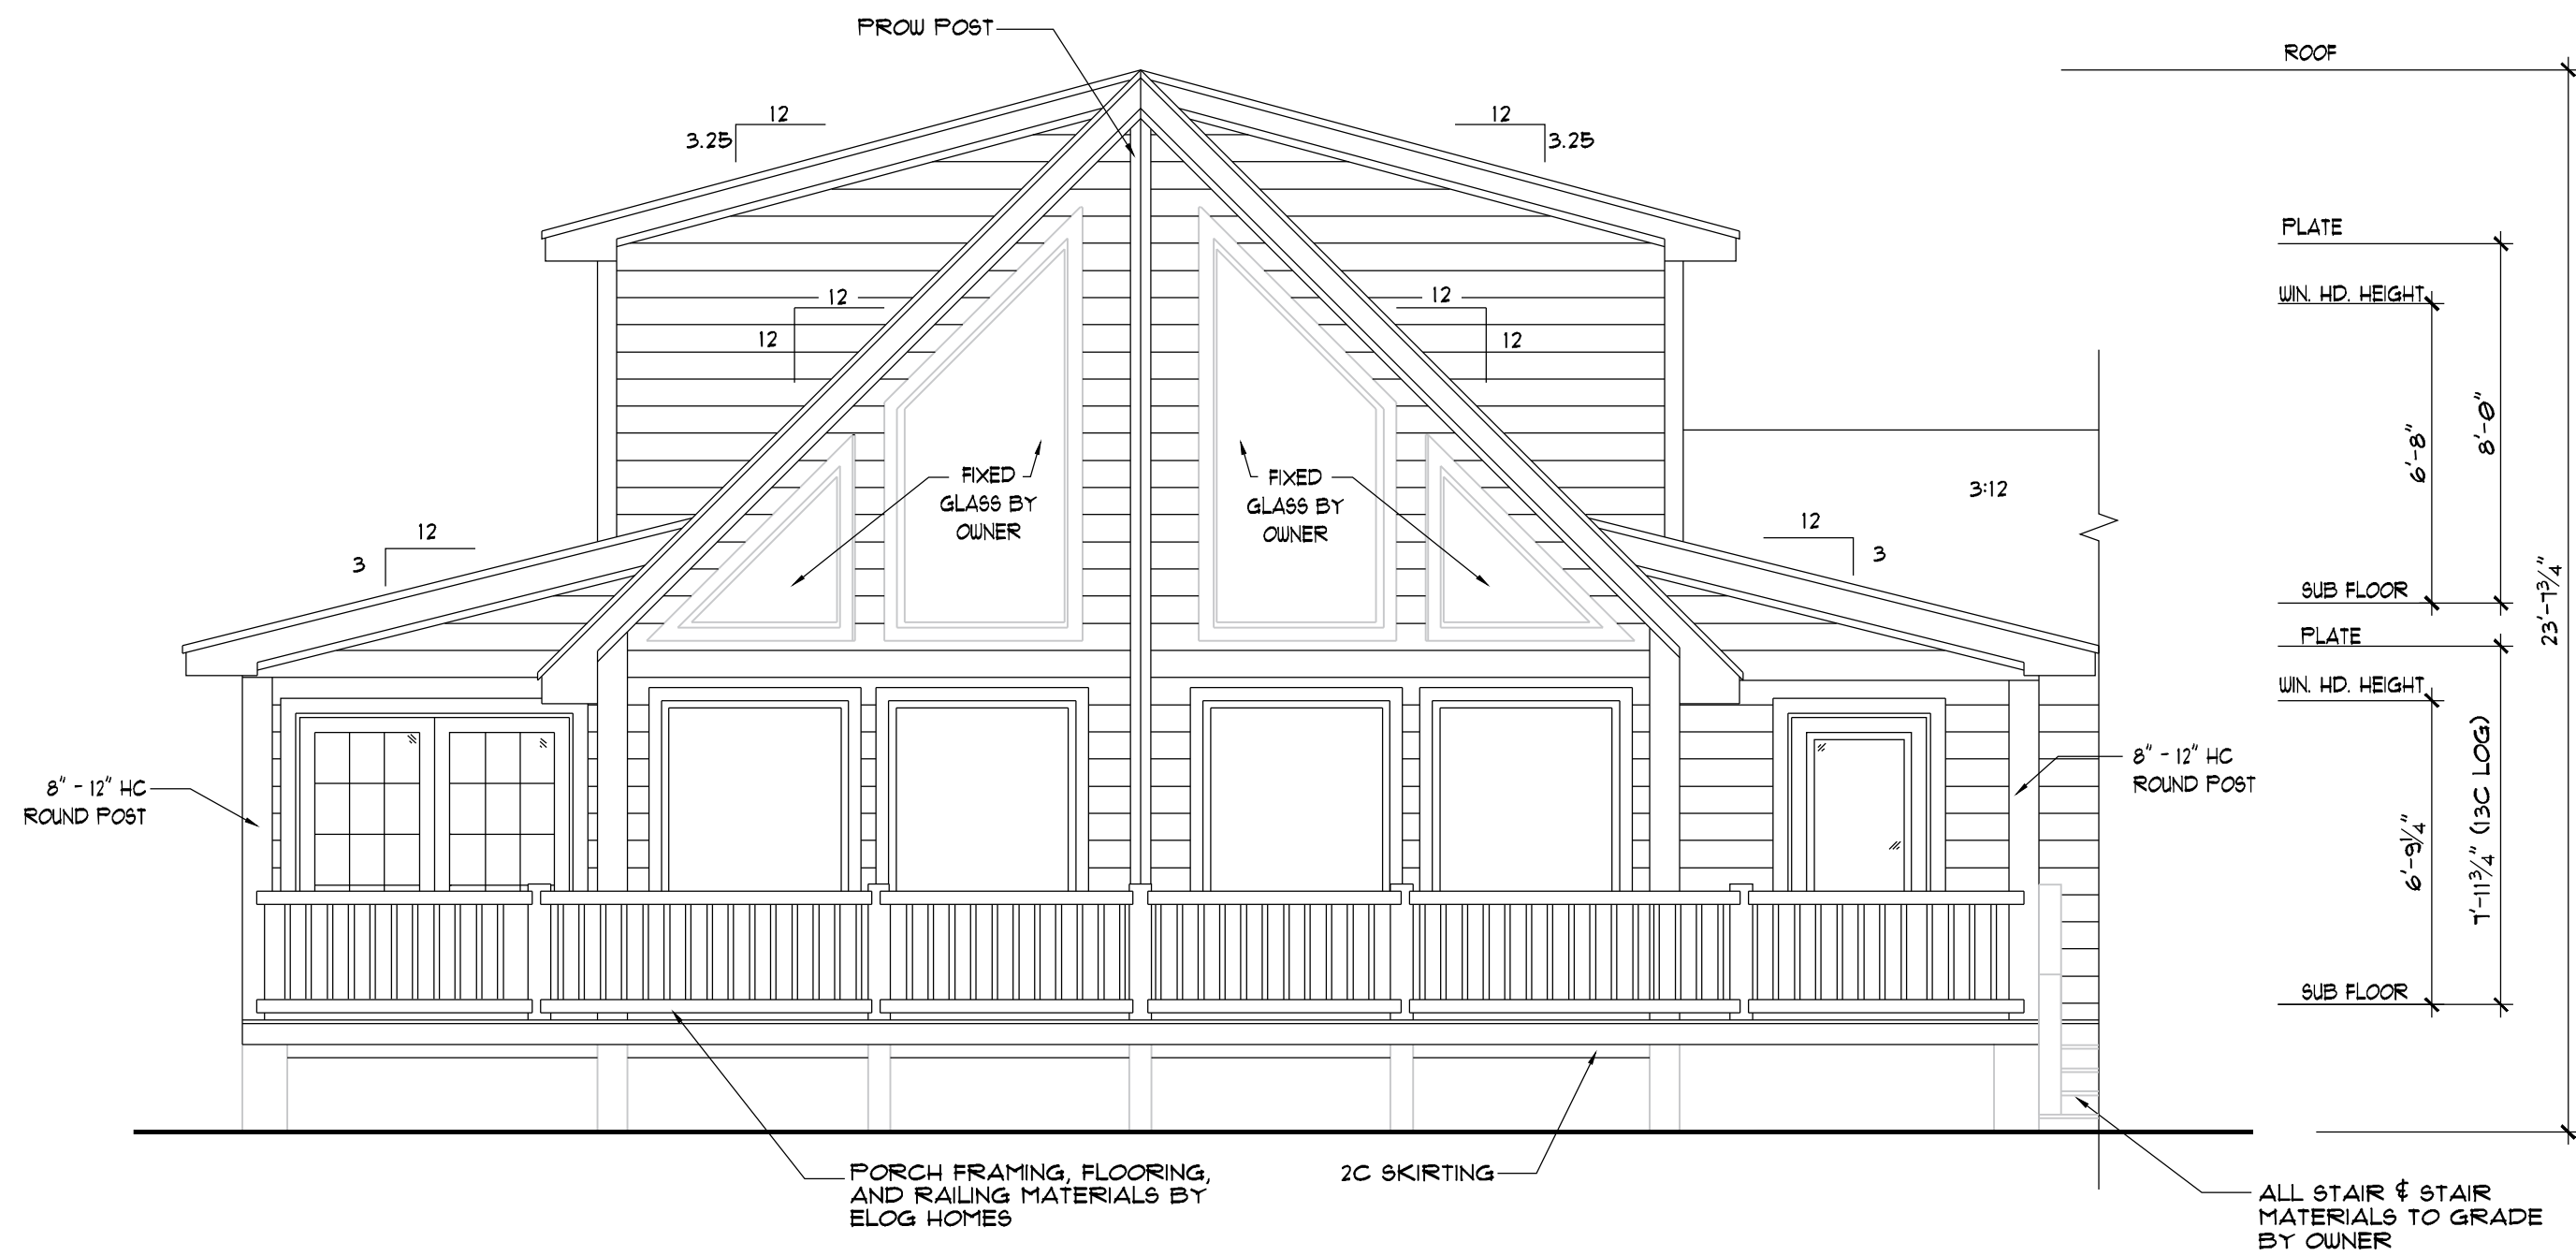 PROW POST
ROOF
12
3.25
12
3.25
PLATE
WIN. HD. HEIGHT
12
12
12
12
8'-0"
6'-8"
FIXED
GLASS BY
OWNER
FIXED
GLASS BY
OWNER
3:12
12
3
12
3
23'-7 3/4"
SUB FLOOR
PLATE
WIN. HD. HEIGHT
8" - 12" HC
ROUND POST
8" - 12" HC
ROUND POST
6'-9 1/4"
7'-11 3/4" (13C LOG)
SUB FLOOR
PORCH FRAMING, FLOORING,
AND RAILING MATERIALS BY
ELOG HOMES
2C SKIRTING
ALL STAIR & STAIR
MATERIALS TO GRADE
BY OWNER